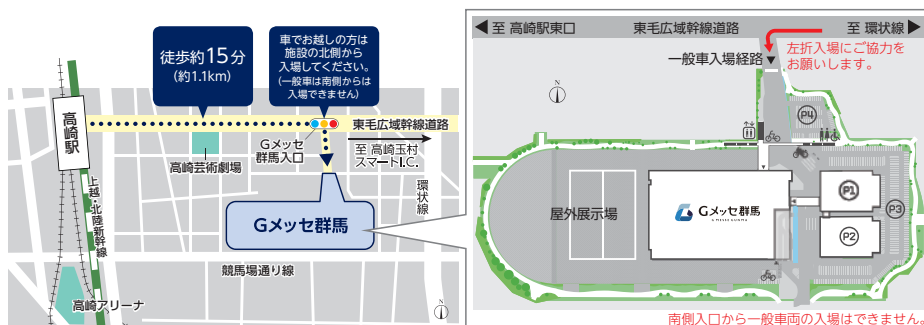 徒歩約15分
(約1.1km)
車でお越しの方は
施設の北側から
入場してください。
(一般車は南側からは
入場できません)
高崎駅
東毛広域幹線道路
Gメッセ
群馬入口
高崎芸術劇場
至 高崎玉村
スマートI.C.
環状線
上越・北陸新幹線
Gメッセ群馬
競馬場通り線
高崎アリーナ
N
至 高崎駅東口
東毛広域幹線道路
至 環状線
一般車入場経路
左折入場にご協力を
お願いします。
N
P4
屋外展示場
Gメッセ群馬
G MESSE GUNMA
P1
P2
P3
南側入口から一般車両の入場はできません。